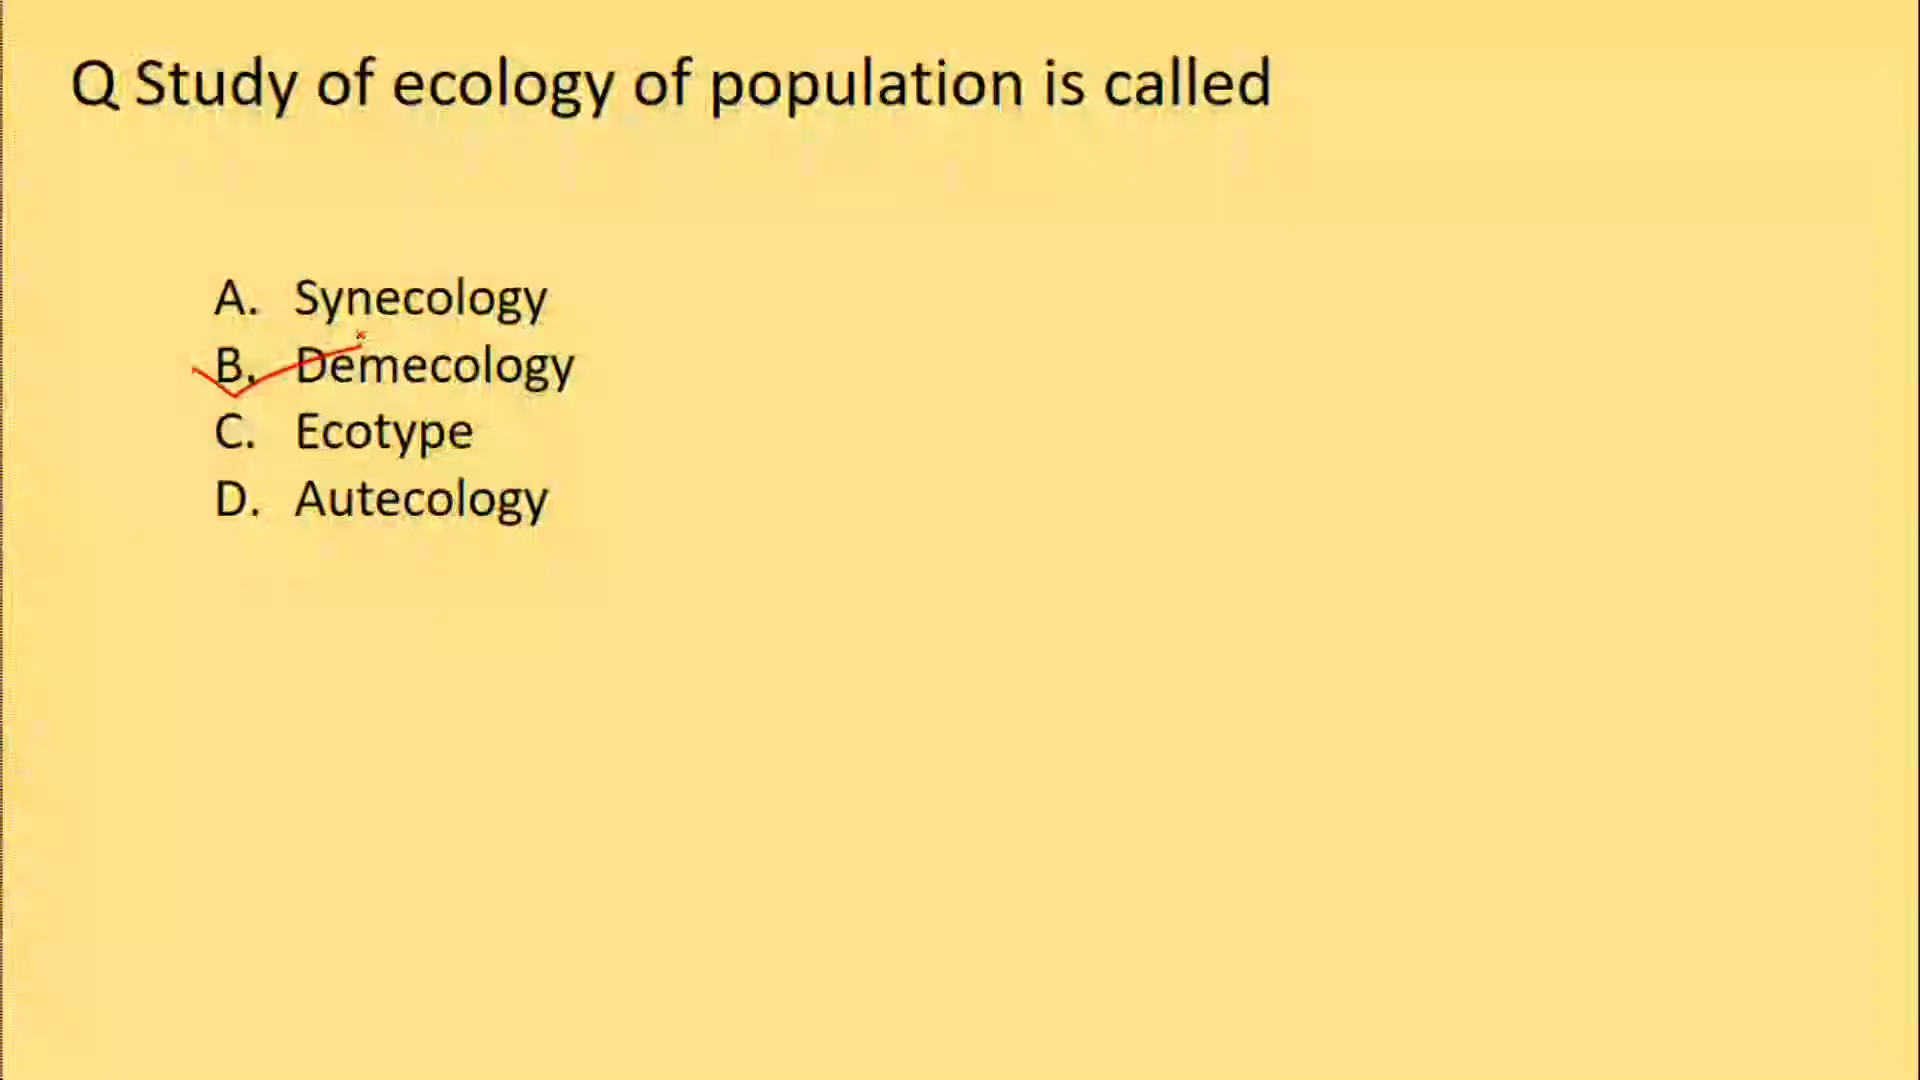 Q Study of ecology of population is called
A. Synecology
B. Demecology
C. Ecotype
D. Autecology